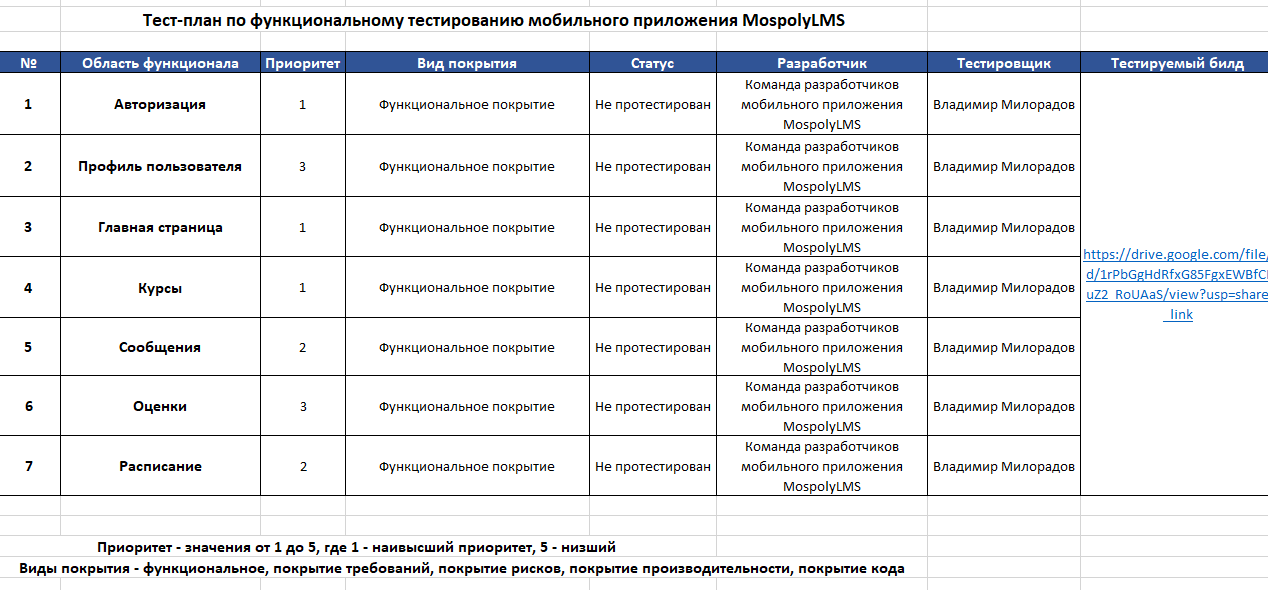 Тест-план по функциональному тестированию мобильного приложения MospolyLMS
№ Область функционала Приоритет Вид покрытия Статус Разработчик Тестировщик Тестируемый билд
1 Авторизация 1 Функциональное покрытие Не протестирован Команда разработчиков мобильного приложения MospolyLMS Владимир Милорадов
2 Профиль пользователя 3 Функциональное покрытие Не протестирован Команда разработчиков мобильного приложения MospolyLMS Владимир Милорадов
3 Главная страница 1 Функциональное покрытие Не протестирован Команда разработчиков мобильного приложения MospolyLMS Владимир Милорадов
4 Курсы 1 Функциональное покрытие Не протестирован Команда разработчиков мобильного приложения MospolyLMS Владимир Милорадов
5 Сообщения 2 Функциональное покрытие Не протестирован Команда разработчиков мобильного приложения MospolyLMS Владимир Милорадов
6 Оценки 3 Функциональное покрытие Не протестирован Команда разработчиков мобильного приложения MospolyLMS Владимир Милорадов
7 Расписание 2 Функциональное покрытие Не протестирован Команда разработчиков мобильного приложения MospolyLMS Владимир Милорадов
https://drive.google.com/file/
uZ2_RoUAaS/view?usp=share
_link
Приоритет - значения от 1 до 5, где 1 - наивысший приоритет, 5 - низший
Виды покрытия - функциональное, покрытие требований, покрытие рисков, покрытие производительности, покрытие кода